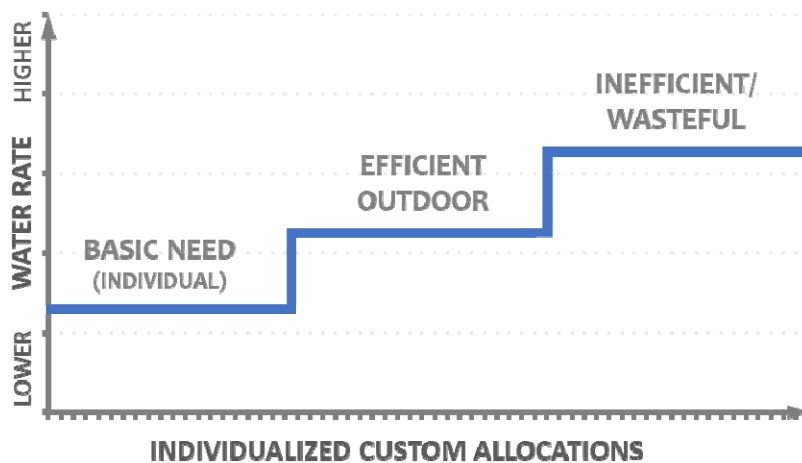 HIGHER
WATER RATE
LOWER
BASIC NEED
(INDIVIDUAL)
EFFICIENT
OUTDOOR
INEFFICIENT/
WASTEFUL
INDIVIDUALIZED CUSTOM ALLOCATIONS